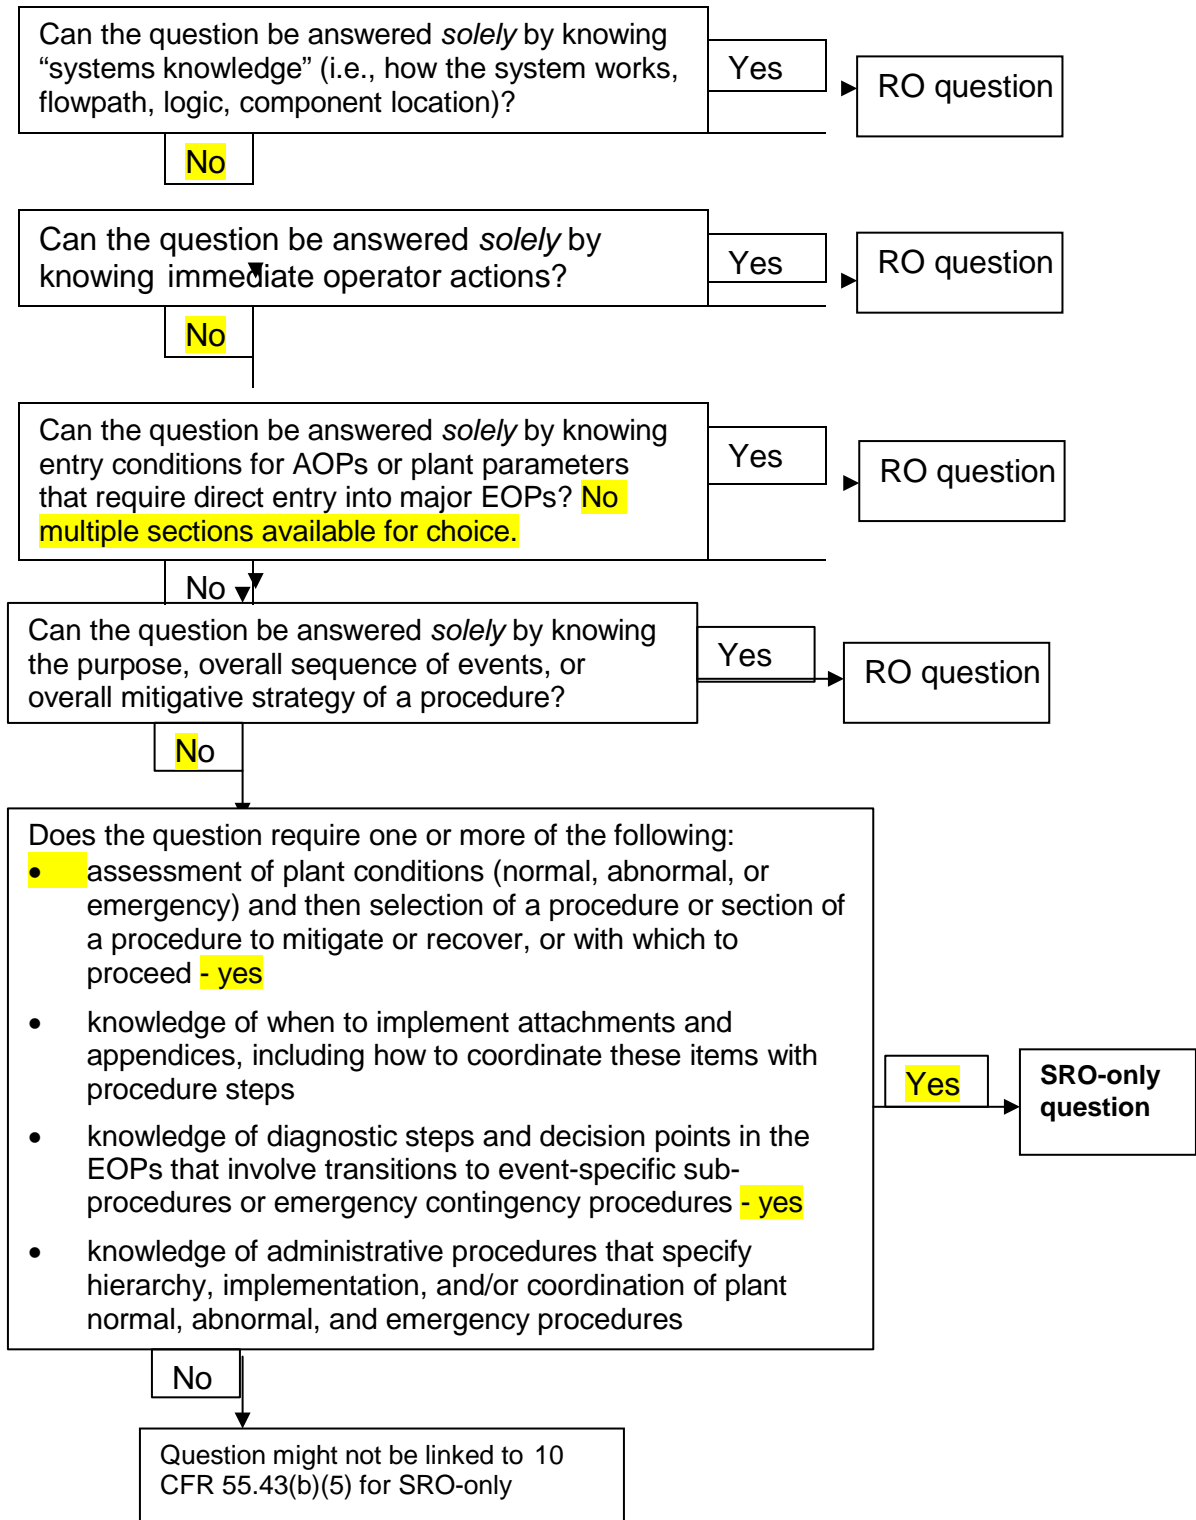 Can the question be answered solely by knowing
“systems knowledge” (i.e., how the system works,
flowpath, logic, component location)?
Yes
RO question
No
Can the question be answered solely by
knowing immediate operator actions?
Yes
RO question
No
Can the question be answered solely by knowing
entry conditions for AOPs or plant parameters
that require direct entry into major EOPs? No
multiple sections available for choice.
Yes
RO question
No
Can the question be answered solely by knowing
the purpose, overall sequence of events, or
overall mitigative strategy of a procedure?
Yes
RO question
No
Does the question require one or more of the following:
• assessment of plant conditions (normal, abnormal, or
emergency) and then selection of a procedure or section of
a procedure to mitigate or recover, or with which to
proceed - yes
• knowledge of when to implement attachments and
appendices, including how to coordinate these items with
procedure steps
• knowledge of diagnostic steps and decision points in the
EOPs that involve transitions to event-specific sub-
procedures or emergency contingency procedures - yes
• knowledge of administrative procedures that specify
hierarchy, implementation, and/or coordination of plant
normal, abnormal, and emergency procedures
Yes
SRO-only
question
No
Question might not be linked to 10
CFR 55.43(b)(5) for SRO-only